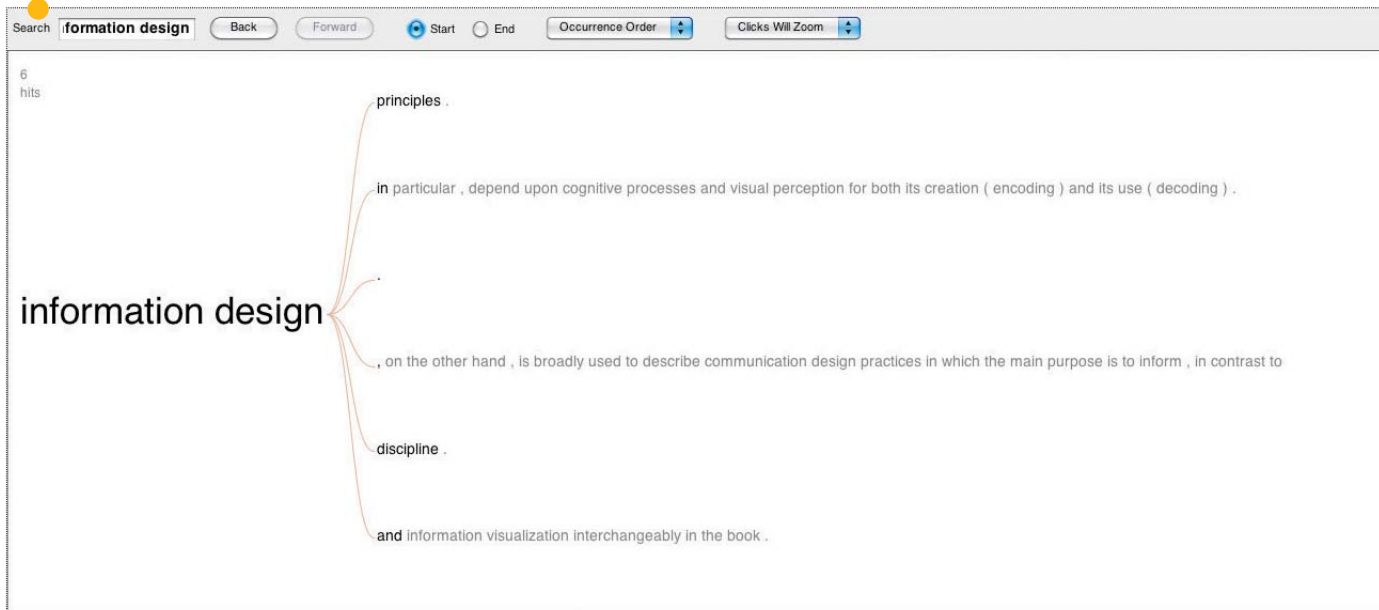 Search formation design Back Forward Start End Occurrence Order Clicks Will Zoom
6
hits
principles .
in particular , depend upon cognitive processes and visual perception for both its creation ( encoding ) and its use ( decoding ) .
.
information design
, on the other hand , is broadly used to describe communication design practices in which the main purpose is to inform , in contrast to
discipline .
and information visualization interchangeably in the book .